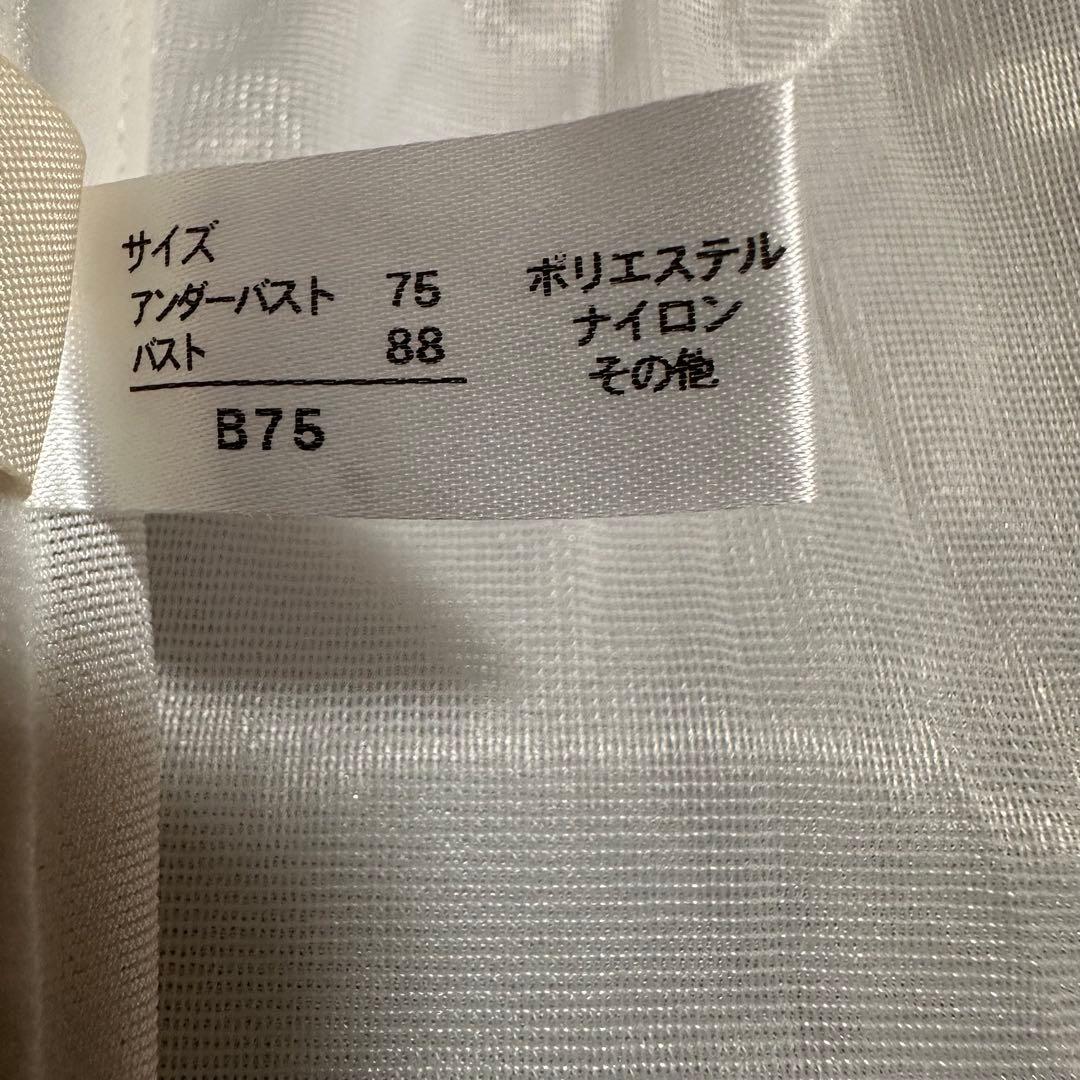 サイズ
アンダーバスト 75
バスト 88
B75
ポリエステル
ナイロン
その他